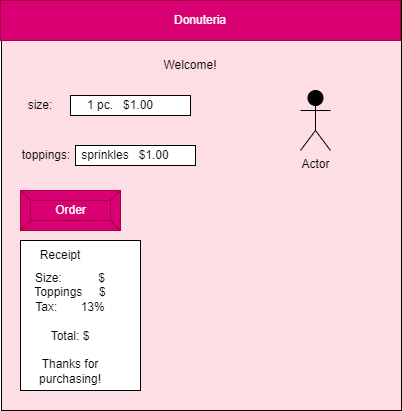 Donuteria
Welcome!
size: 1 pc. $1.00
toppings: sprinkles $1.00
Actor
Order
Receipt
Size: $
Toppings $
Tax: 13%
Total: $
Thanks for
purchasing!